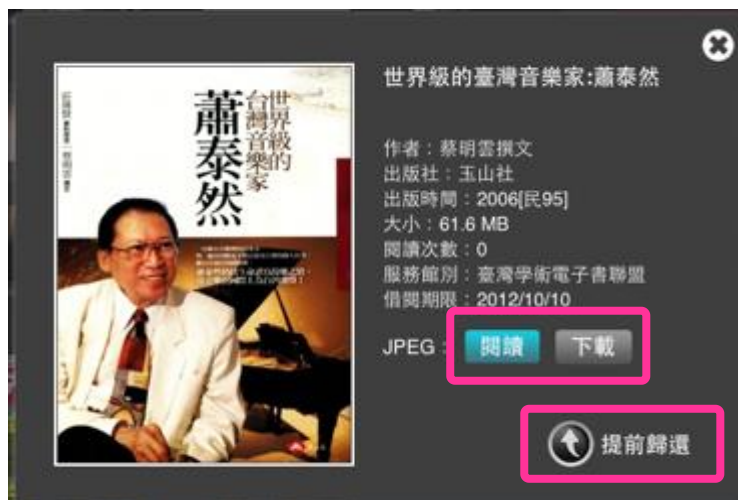 世界級的臺灣音樂家:蕭泰然
世界級的
台灣音樂家
蕭泰然
作者：蔡明雲撰文
出版社：玉山社
出版時間：2006[民95]
大小：61.6 MB
閱讀次數：0
服務館別：臺灣學術電子書聯盟
借閱期限：2012/10/10
JPEG： 閱讀 下載
提前歸還